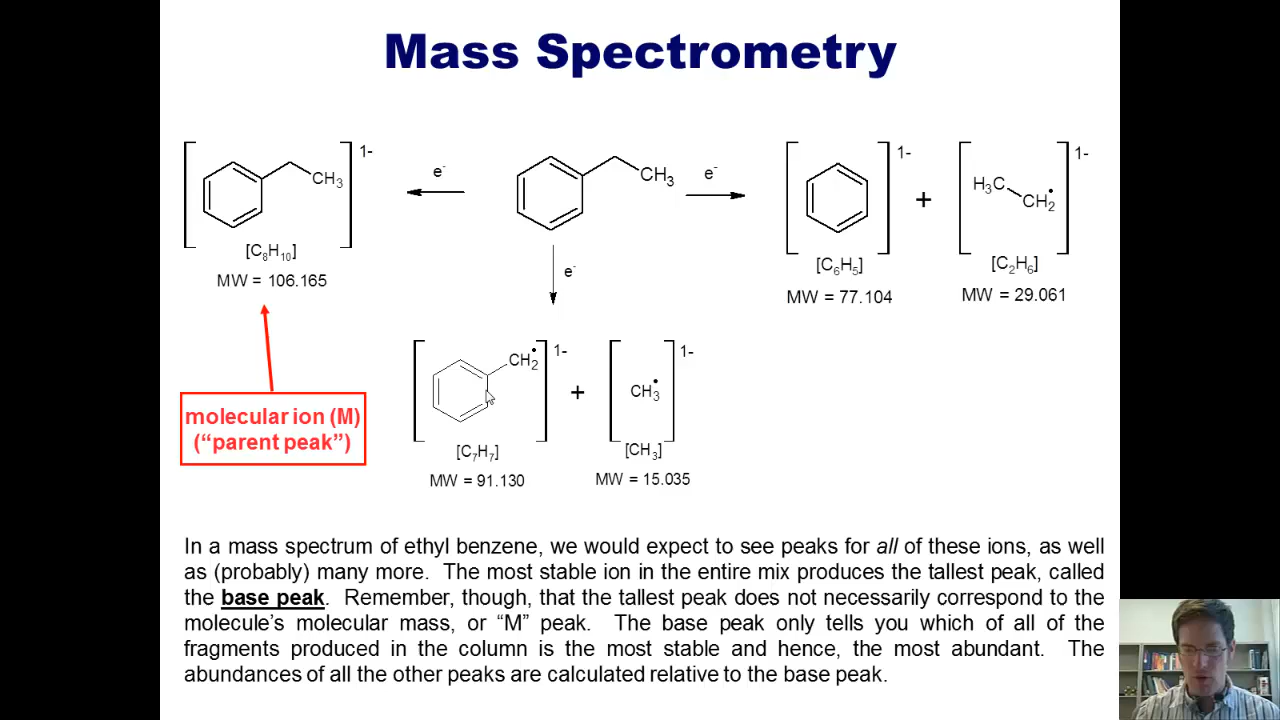 Mass Spectrometry
1-
CH3
[C8H10]
MW = 106.165
e-
CH3
e-
e-
1-
[C6H5]
MW = 77.104
+
1-
H3C
CH2•
[C2H6]
MW = 29.061
molecular ion (M)
(“parent peak”)
1-
CH2•
[C7H7]
MW = 91.130
+
1-
CH3•
[CH3]
MW = 15.035
In a mass spectrum of ethyl benzene, we would expect to see peaks for all of these ions, as well
as (probably) many more. The most stable ion in the entire mix produces the tallest peak, called
the base peak. Remember, though, that the tallest peak does not necessarily correspond to the
molecule’s molecular mass, or “M” peak. The base peak only tells you which of all of the
fragments produced in the column is the most stable and hence, the most abundant. The
abundances of all the other peaks are calculated relative to the base peak.